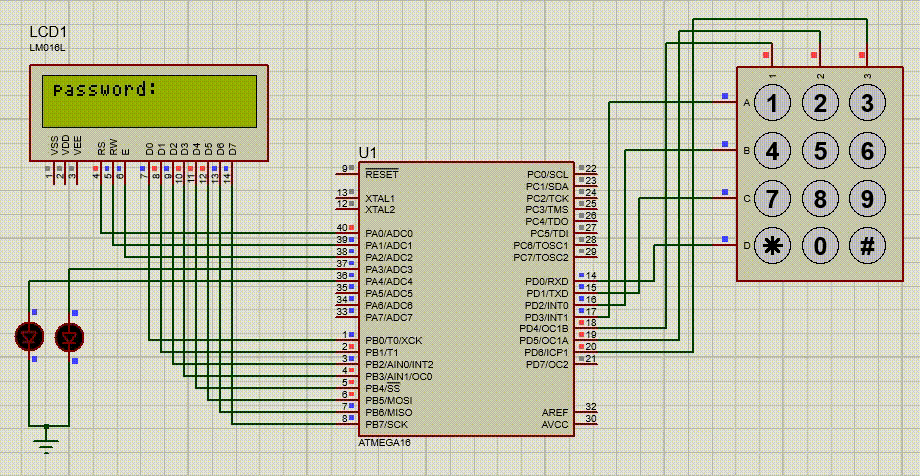 LCD1
LM016L
Password:
VSS
VDD
VEE
RS
RW
E
D0
D1
D2
D3
D4
D5
D6
D7
1
2
3
4
5
6
7
8
9
10
11
12
13
14
U1
9 RESET
13 XTAL1
12 XTAL2
40 PA0/ADC0
39 PA1/ADC1
38 PA2/ADC2
37 PA3/ADC3
36 PA4/ADC4
35 PA5/ADC5
34 PA6/ADC6
33 PA7/ADC7
1 PB0/T0/XCK
2 PB1/T1
3 PB2/AIN0/INT2
4 PB3/AIN1/OC0
5 PB4/SS
6 PB5/MOSI
7 PB6/MISO
8 PB7/SCK
PC0/SCL 22
PC1/SDA 23
PC2/TCK 24
PC3/TMS 25
PC4/TDO 26
PC5/TDI 27
PC6/TOSC1 28
PC7/TOSC2 29
PD0/RXD 14
PD1/TXD 15
PD2/INT0 16
PD3/INT1 17
PD4/OC1B 18
PD5/OC1A 19
PD6/ICP1 20
PD7/OC2 21
AREF 32
AVCC 30
ATMEGA16
1 2 3
A 1 2 3
B 4 5 6
C 7 8 9
D * 0 #